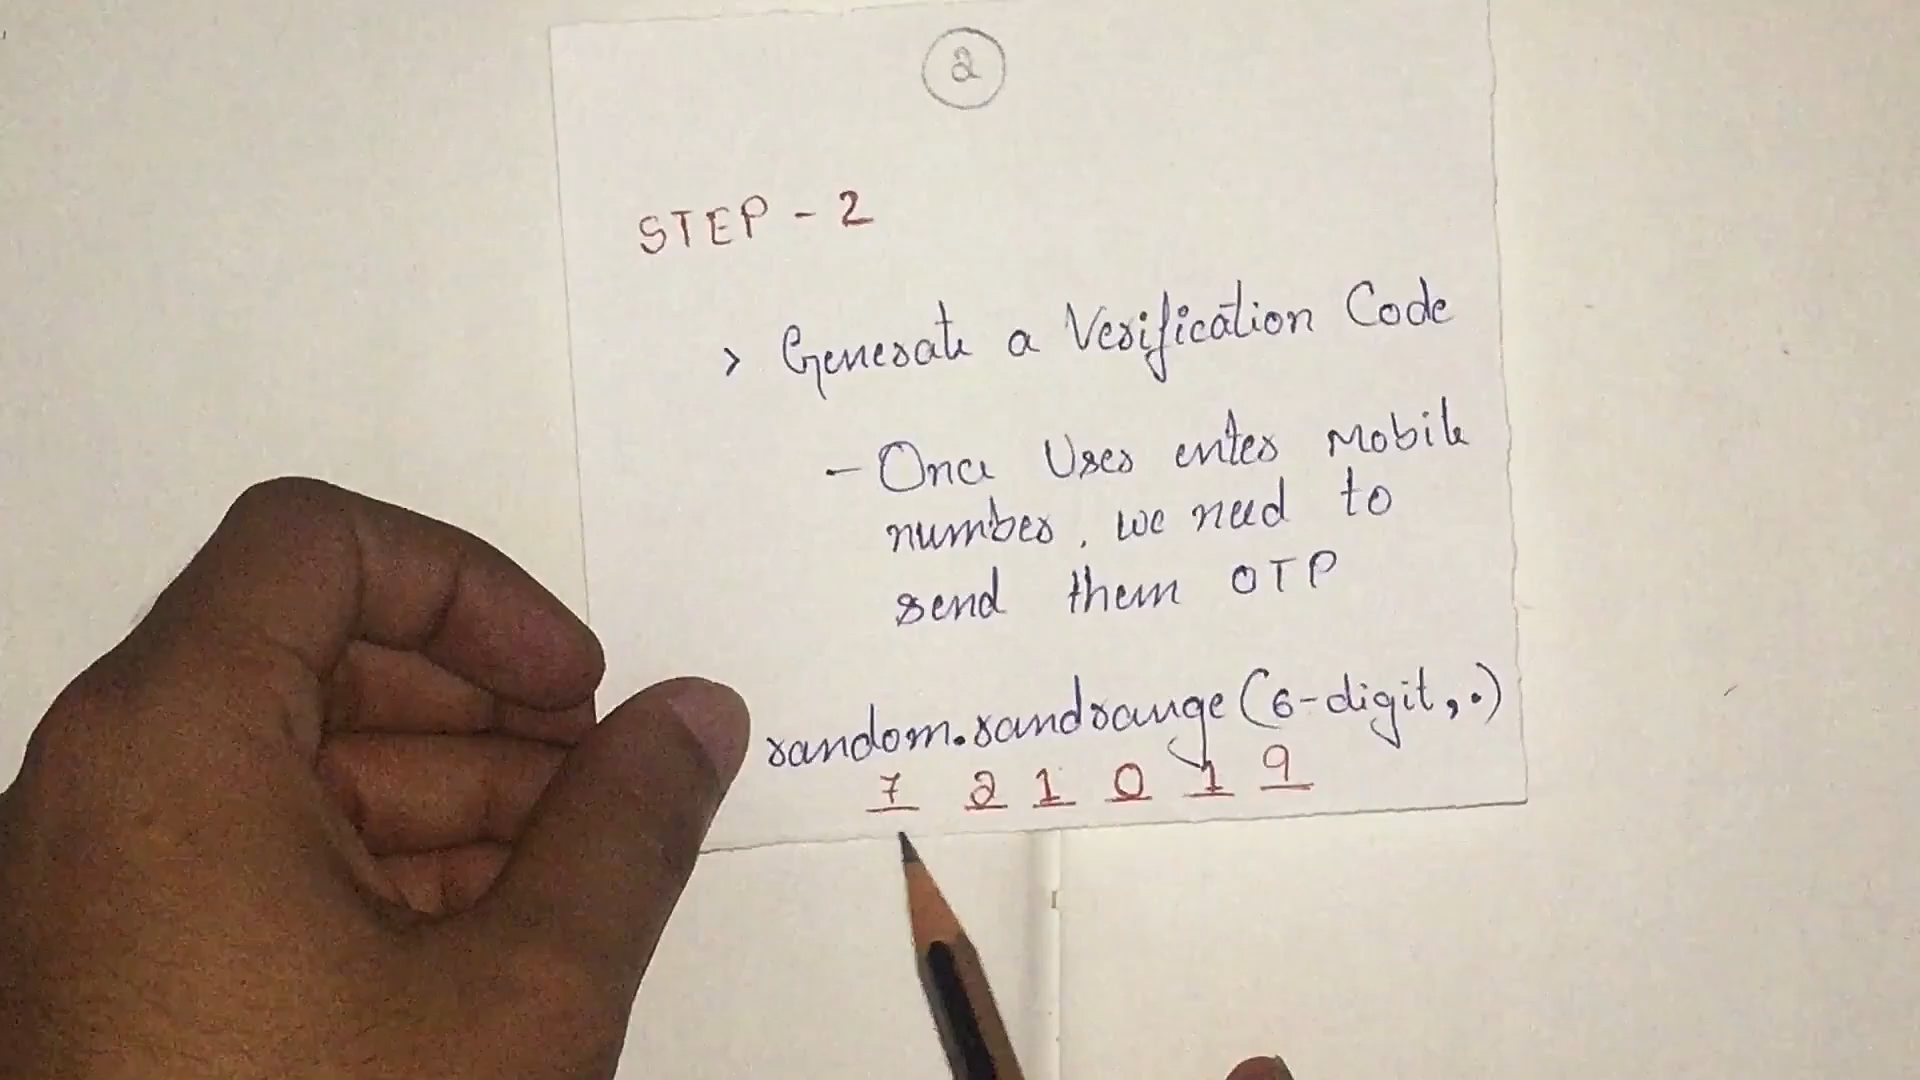 2
STEP - 2
> Generate a Verification Code
- Once User enter Mobile
number, we need to
send them OTP
random.randrange(6-digit,.)
7 2 1 0 1 9